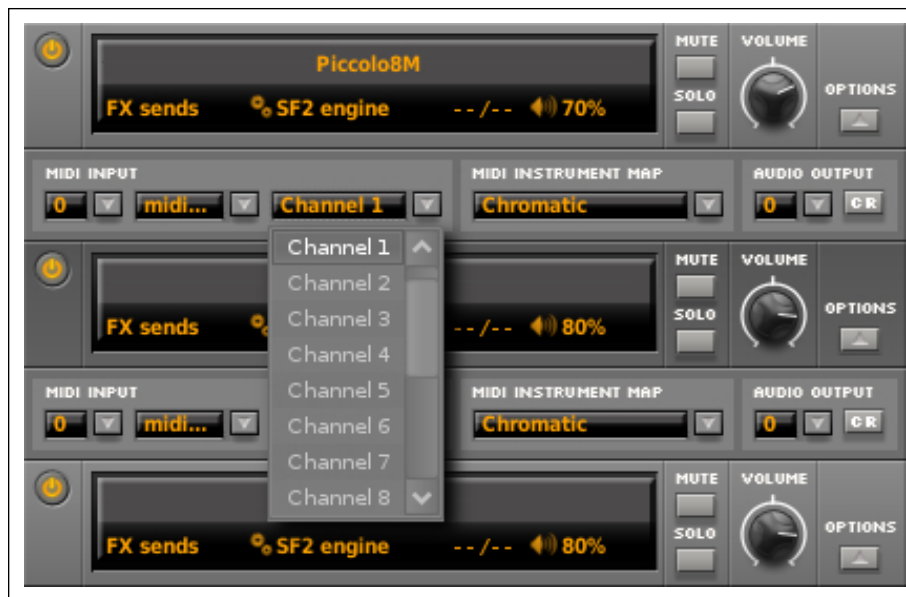 MUTE VOLUME
Piccolo8M
SOLO OPTIONS
FX sends SF2 engine --/-- 70%
MIDI INPUT MIDI INSTRUMENT MAP AUDIO OUTPUT
0 midi... Channel 1 Chromatic 0 CR
Channel 1
MUTE VOLUME
Channel 2
Channel 3
SOLO OPTIONS
FX sends --/-- 80%
Channel 4
MIDI INPUT Channel 5 MIDI INSTRUMENT MAP AUDIO OUTPUT
0 midi... Channel 6 Chromatic 0 CR
Channel 7
MUTE VOLUME
Channel 8
SOLO OPTIONS
FX sends SF2 engine --/-- 80%